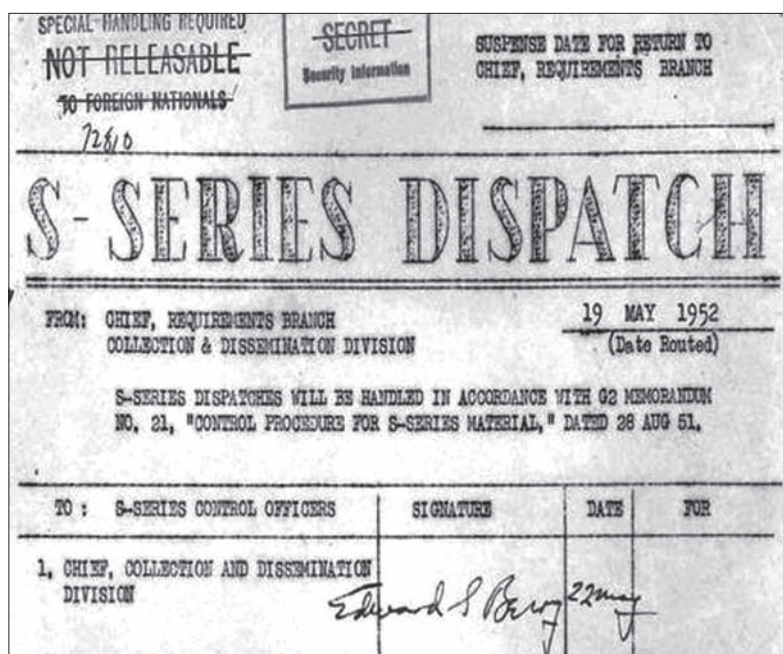 SPECIAL HANDLING REQUIRED
NOT RELEASABLE
TO FOREIGN NATIONALS
72810
SECRET
Security Information
SUSPENSE DATE FOR RETURN TO
CHIEF, REQUIREMENTS BRANCH
S-SERIES DISPATCH
FROM: CHIEF, REQUIREMENTS BRANCH
COLLECTION & DISSEMINATION DIVISION
19 MAY 1952
(Date Routed)
S-SERIES DISPATCHES WILL BE HANDLED IN ACCORDANCE WITH G2 MEMORANDUM
NO. 21, "CONTROL PROCEDURE FOR S-SERIES MATERIAL," DATED 28 AUG 51.
TO : S-SERIES CONTROL OFFICERS SIGNATURE DATE FOR
1. CHIEF, COLLECTION AND DISSEMINATION
DIVISION
Edward S 22 May